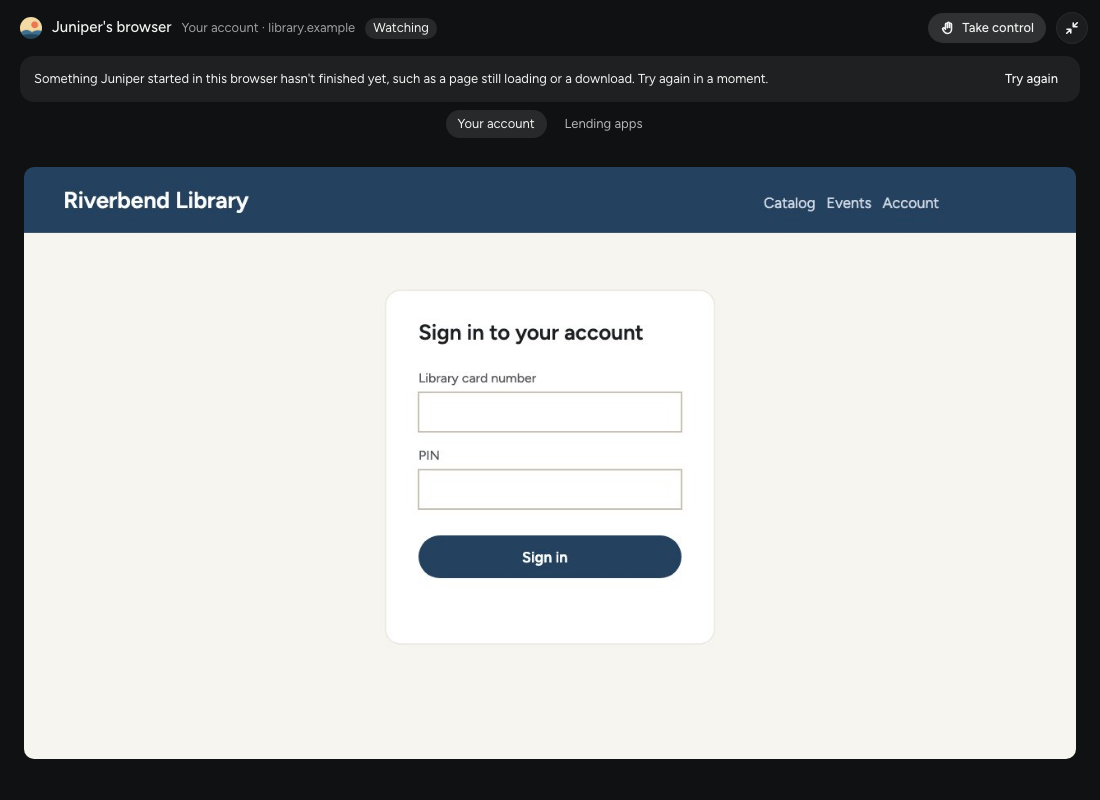 Juniper's browser Your account · library.example Watching Take control
Something Juniper started in this browser hasn't finished yet, such as a page still loading or a download. Try again in a moment. Try again
Your account Lending apps
Riverbend Library Catalog Events Account
Sign in to your account
Library card number
PIN
Sign in